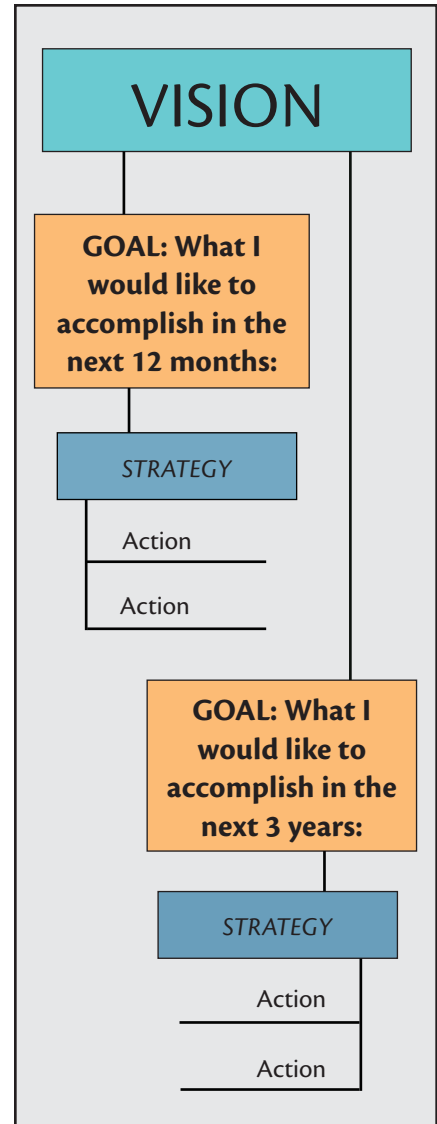 VISION
GOAL: What I
would like to
accomplish in the
next 12 months:
STRATEGY
Action
Action
GOAL: What I
would like to
accomplish in the
next 3 years:
STRATEGY
Action
Action